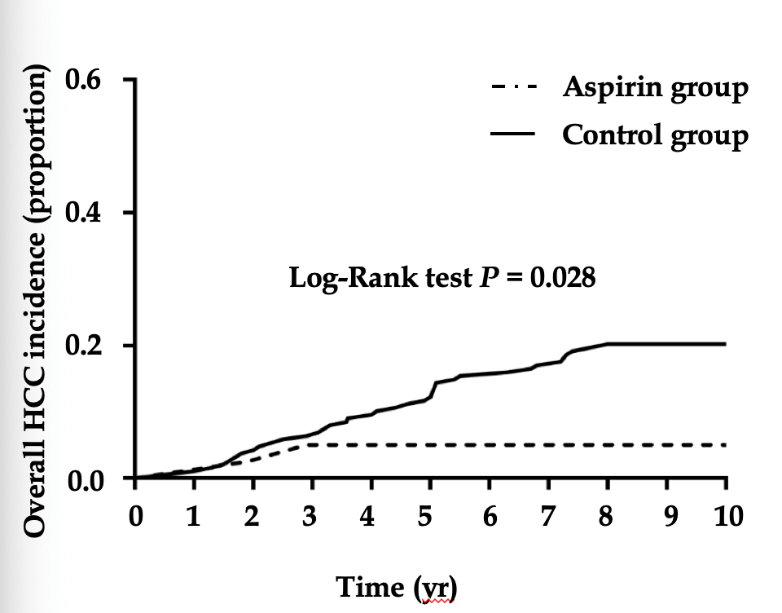 Overall HCC incidence (proportion)
0.6
0.4
0.2
0.0
Aspirin group
Control group
Log-Rank test P = 0.028
0 1 2 3 4 5 6 7 8 9 10
Time (yr)